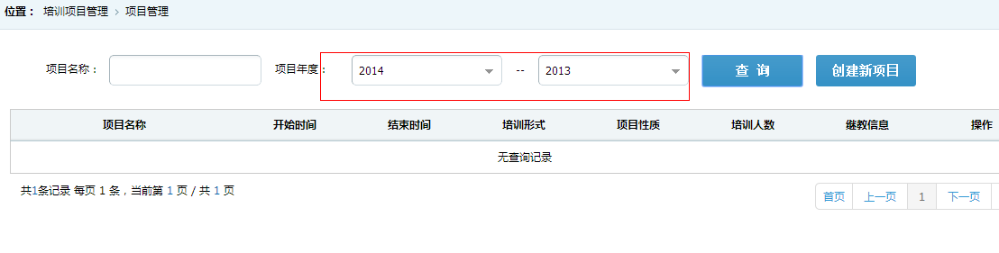 位置： 培训项目管理 > 项目管理
项目名称： 项目年度： 2014 -- 2013 查 询 创建新项目
项目名称 开始时间 结束时间 培训形式 项目性质 培训人数 继教信息 操作
无查询记录
共1条记录 每页 1 条，当前第 1 页 / 共 1 页 首页 上一页 1 下一页